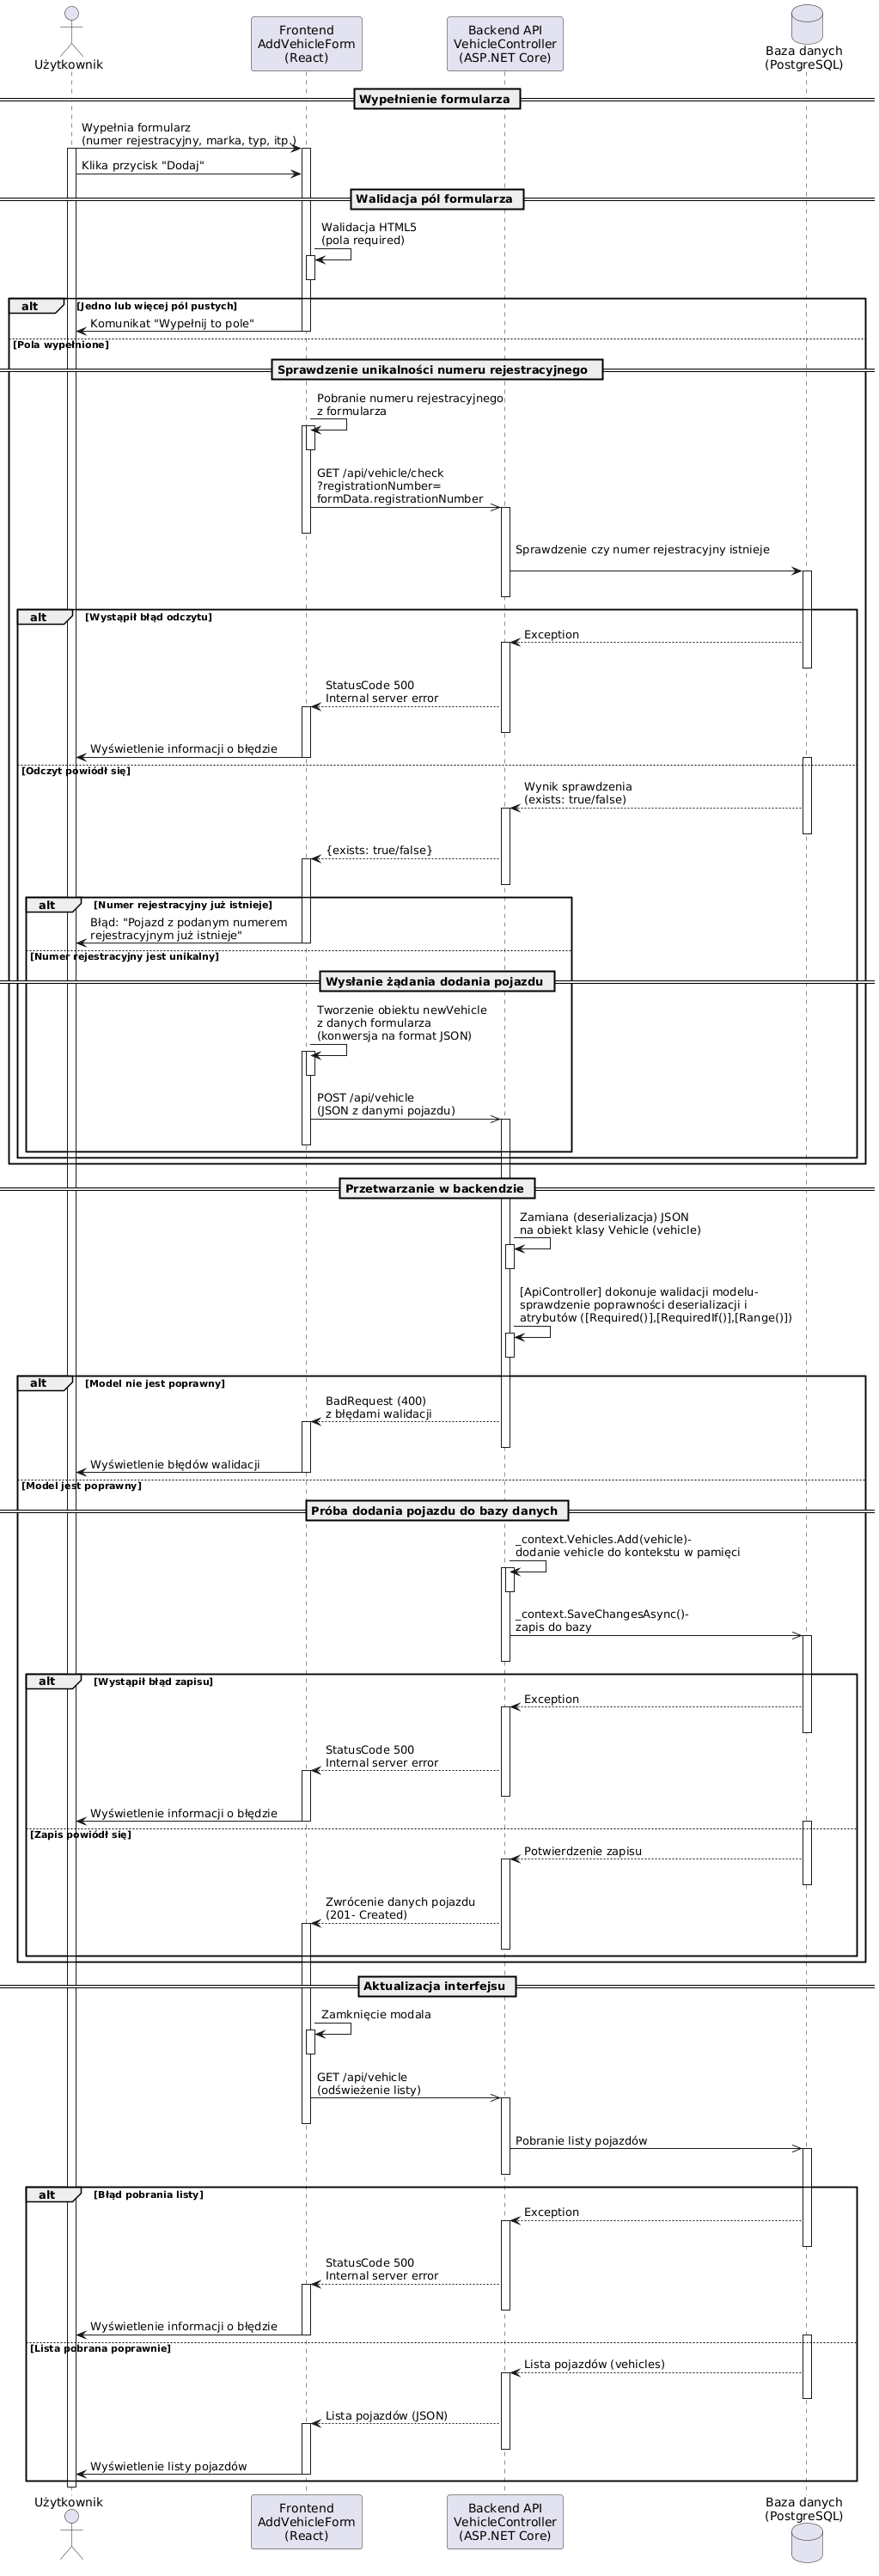 Użytkownik
Frontend
AddVehicleForm
(React)
Backend API
VehicleController
(ASP.NET Core)
Baza danych
(PostgreSQL)
Wypełnienie formularza
Wypełnia formularz
(numer rejestracyjny, marka, typ, itp.)
Klika przycisk "Dodaj"
Walidacja pól formularza
Walidacja HTML5
(pola required)
alt [Jedno lub więcej pól pustych]
Komunikat "Wypełnij to pole"
[Pola wypełnione]
Sprawdzenie unikalności numeru rejestracyjnego
Pobranie numeru rejestracyjnego
z formularza
GET /api/vehicle/check
?registrationNumber=
formData.registrationNumber
Sprawdzenie czy numer rejestracyjny istnieje
alt [Wystąpił błąd odczytu]
Exception
StatusCode 500
Internal server error
Wyświetlenie informacji o błędzie
[Odczyt powiódł się]
Wynik sprawdzenia
(exists: true/false)
{exists: true/false}
alt [Numer rejestracyjny już istnieje]
Błąd: "Pojazd z podanym numerem
rejestracyjnym już istnieje"
[Numer rejestracyjny jest unikalny]
Wysłanie żądania dodania pojazdu
Tworzenie obiektu newVehicle
z danych formularza
(konwersja na format JSON)
POST /api/vehicle
(JSON z danymi pojazdu)
Przetwarzanie w backendzie
Zamiana (deserializacja) JSON
na obiekt klasy Vehicle (vehicle)
[ApiController] dokonuje walidacji modelu-
sprawdzenie poprawności deserializacji i
atrybutów ([Required()],[RequiredIf()],[Range()])
alt [Model nie jest poprawny]
BadRequest (400)
z błędami walidacji
Wyświetlenie błędów walidacji
[Model jest poprawny]
Próba dodania pojazdu do bazy danych
_context.Vehicles.Add(vehicle)-
dodanie vehicle do kontekstu w pamięci
_context.SaveChangesAsync()-
zapis do bazy
alt [Wystąpił błąd zapisu]
Exception
StatusCode 500
Internal server error
Wyświetlenie informacji o błędzie
[Zapis powiódł się]
Potwierdzenie zapisu
Zwrócenie danych pojazdu
(201- Created)
Aktualizacja interfejsu
Zamknięcie modala
GET /api/vehicle
(odświeżenie listy)
Pobranie listy pojazdów
alt [Błąd pobrania listy]
Exception
StatusCode 500
Internal server error
Wyświetlenie informacji o błędzie
[Lista pobrana poprawnie]
Lista pojazdów (vehicles)
Lista pojazdów (JSON)
Wyświetlenie listy pojazdów
Użytkownik
Frontend
AddVehicleForm
(React)
Backend API
VehicleController
(ASP.NET Core)
Baza danych
(PostgreSQL)